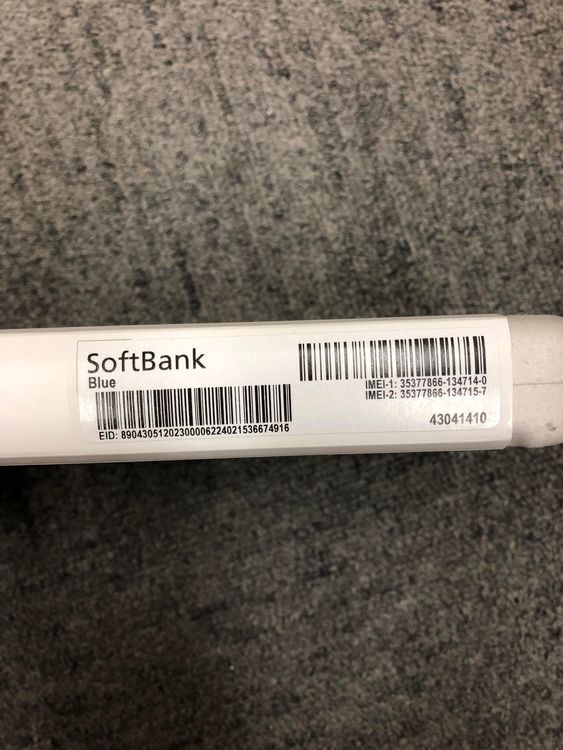 SoftBank
Blue
EID: 89043051202300006224021536674916
IMEI-1: 35377866-134714-0
IMEI-2: 35377866-134715-7
43041410